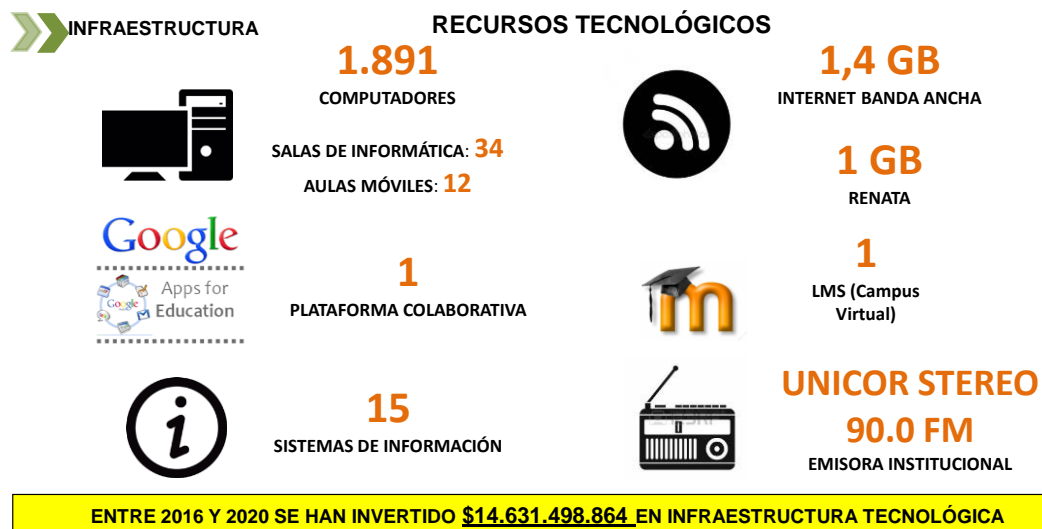 INFRAESTRUCTURA
RECURSOS TECNOLÓGICOS
1.891
COMPUTADORES
SALAS DE INFORMÁTICA: 34
AULAS MÓVILES: 12
1,4 GB
INTERNET BANDA ANCHA
1 GB
RENATA
Google
Apps for
Education
Google
1
PLATAFORMA COLABORATIVA
m
1
LMS (Campus
Virtual)
i
15
SISTEMAS DE INFORMACIÓN
UNICOR STEREO
90.0 FM
EMISORA INSTITUCIONAL
ENTRE 2016 Y 2020 SE HAN INVERTIDO $14.631.498.864 EN INFRAESTRUCTURA TECNOLÓGICA